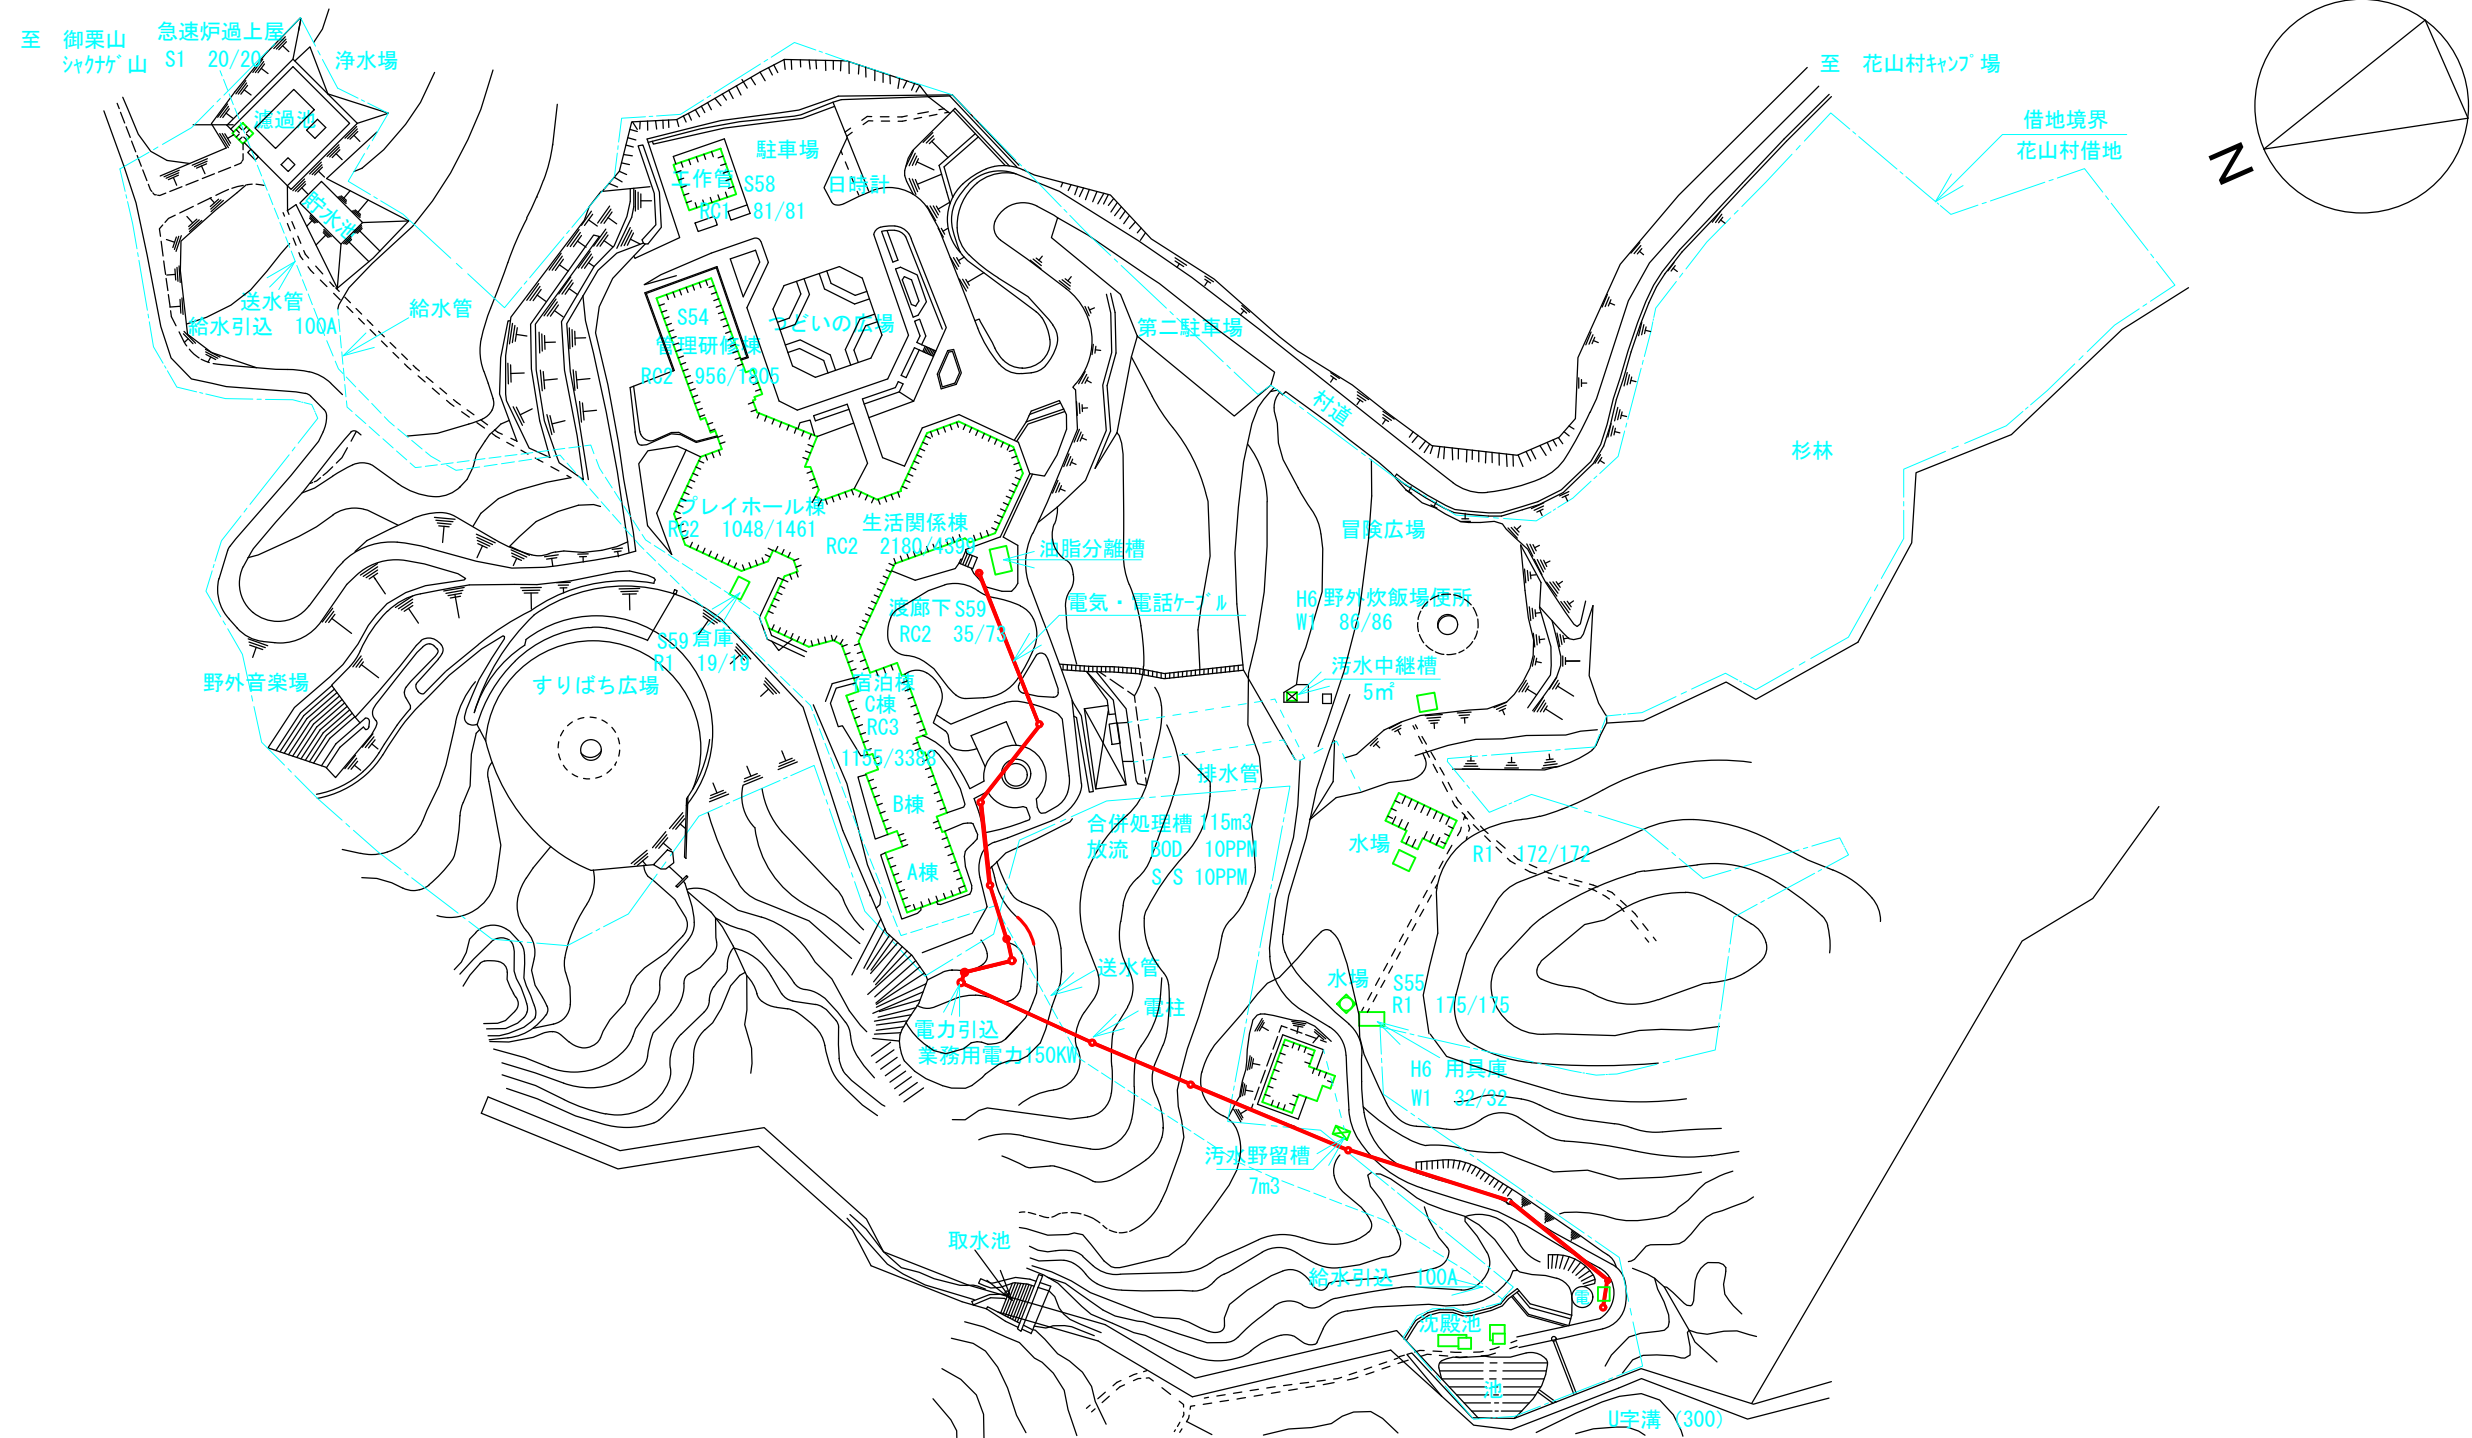 至　御栗山
シャクナゲ山
急速炉過上屋
S1　20/20
浄水場
濾過池
貯水池
送水管
給水引込　100A
給水管
駐車場
工作管
S58
RC1　81/81
日時計
S54
管理研修棟
RC2　956/1805
つどいの広場
第二駐車場
村道
至　花山村キャンプ場
借地境界
花山村借地
N
杉林
冒険広場
プレイホール棟
RC2　1048/1461
生活関係棟
RC2　2180/4399
油脂分離槽
渡廊下 S59
RC2　35/73
電気・電話ケーブル
H6 野外炊飯場便所
W1　86/86
汚水中継槽
5㎥
S59 倉庫
R1　19/19
野外音楽場
すりばち広場
宿泊棟
C棟
RC3
1155/3388
B棟
A棟
排水管
合併処理槽 115m3
放流　BOD　10PPM
S S 10PPM
水場
R1　172/172
送水管
電柱
電力引込
業務用電力150KW
水場
S55
R1　175/175
H6 用具庫
W1　32/32
汚水野留槽
7m3
取水池
給水引込　100A
電
沈殿池
池
U字溝 (300)